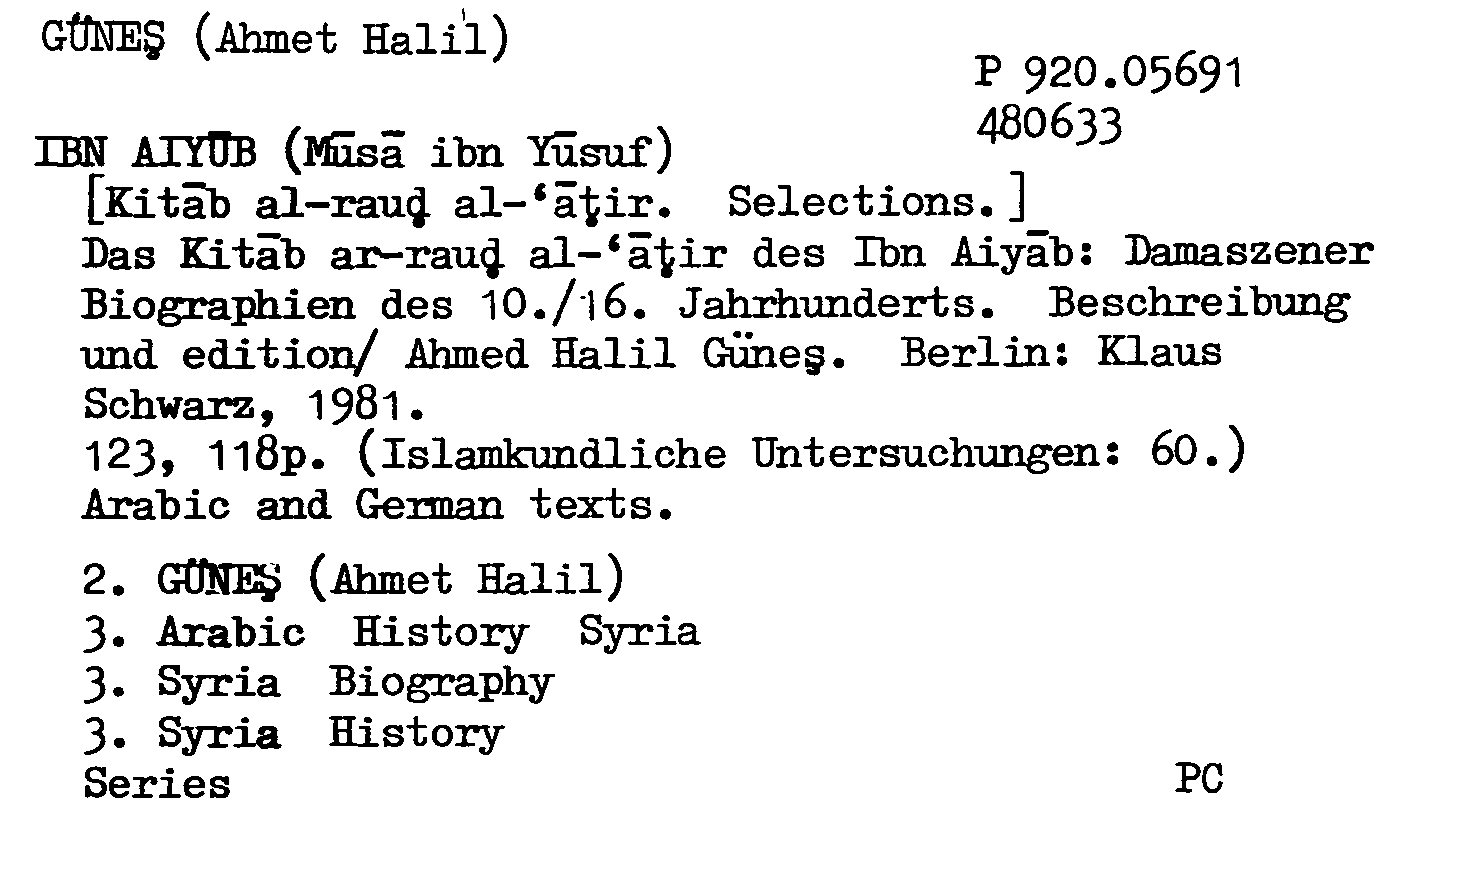 GÜNEŞ (Ahmet Halil)
P 920.05691
480633
IBN AIYŪB (Mūsā ibn Yūsuf)
[Kitāb al-rauḍ al-‘āṭir. Selections.]
Das Kitāb ar-rauḍ al-‘āṭir des Ibn Aiyāb: Damaszener
Biographien des 10./16. Jahrhunderts. Beschreibung
und edition/ Ahmed Halil Güneş. Berlin: Klaus
Schwarz, 1981.
123, 118p. (Islamkundliche Untersuchungen: 60.)
Arabic and German texts.
2. GÜNEŞ (Ahmet Halil)
3. Arabic History Syria
3. Syria Biography
3. Syria History
Series
PC